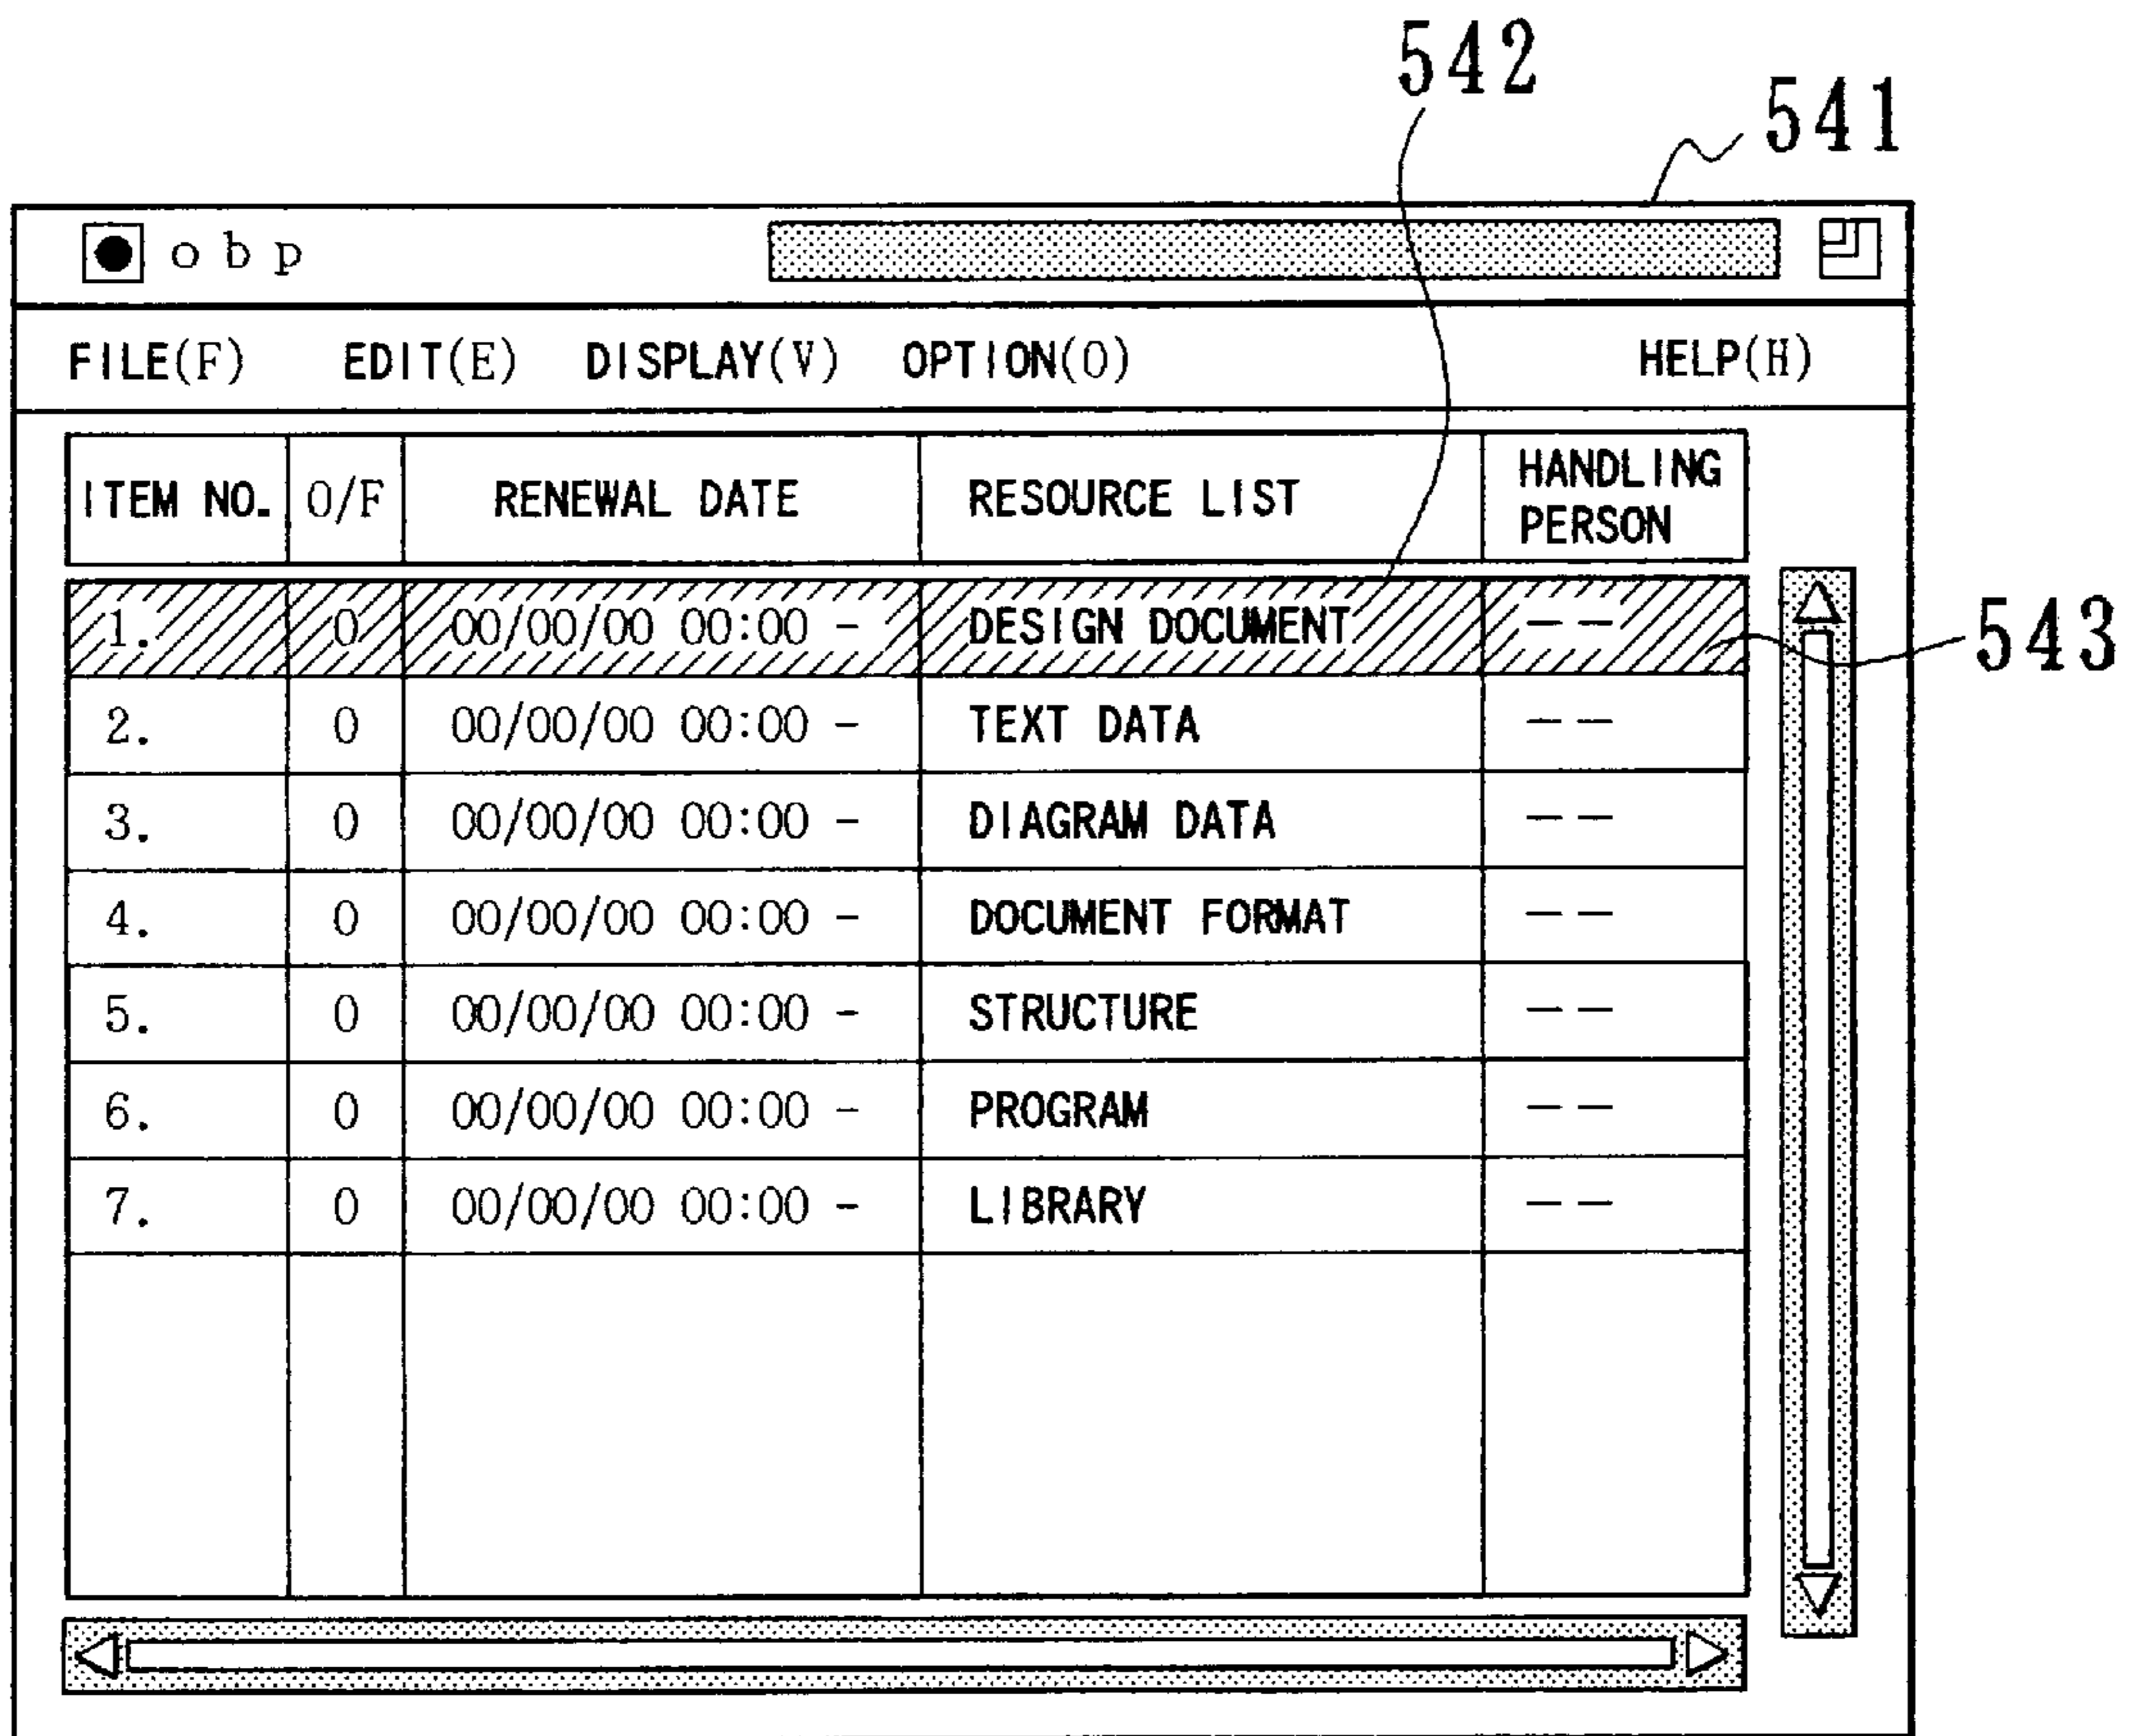 542
541
obp
FILE(F) EDIT(E) DISPLAY(V) OPTION(O) HELP(H)
ITEM NO. O/F RENEWAL DATE RESOURCE LIST HANDLING PERSON
1. 0 00/00/00 00:00 - DESIGN DOCUMENT --
543
2. 0 00/00/00 00:00 - TEXT DATA --
3. 0 00/00/00 00:00 - DIAGRAM DATA --
4. 0 00/00/00 00:00 - DOCUMENT FORMAT --
5. 0 00/00/00 00:00 - STRUCTURE --
6. 0 00/00/00 00:00 - PROGRAM --
7. 0 00/00/00 00:00 - LIBRARY --